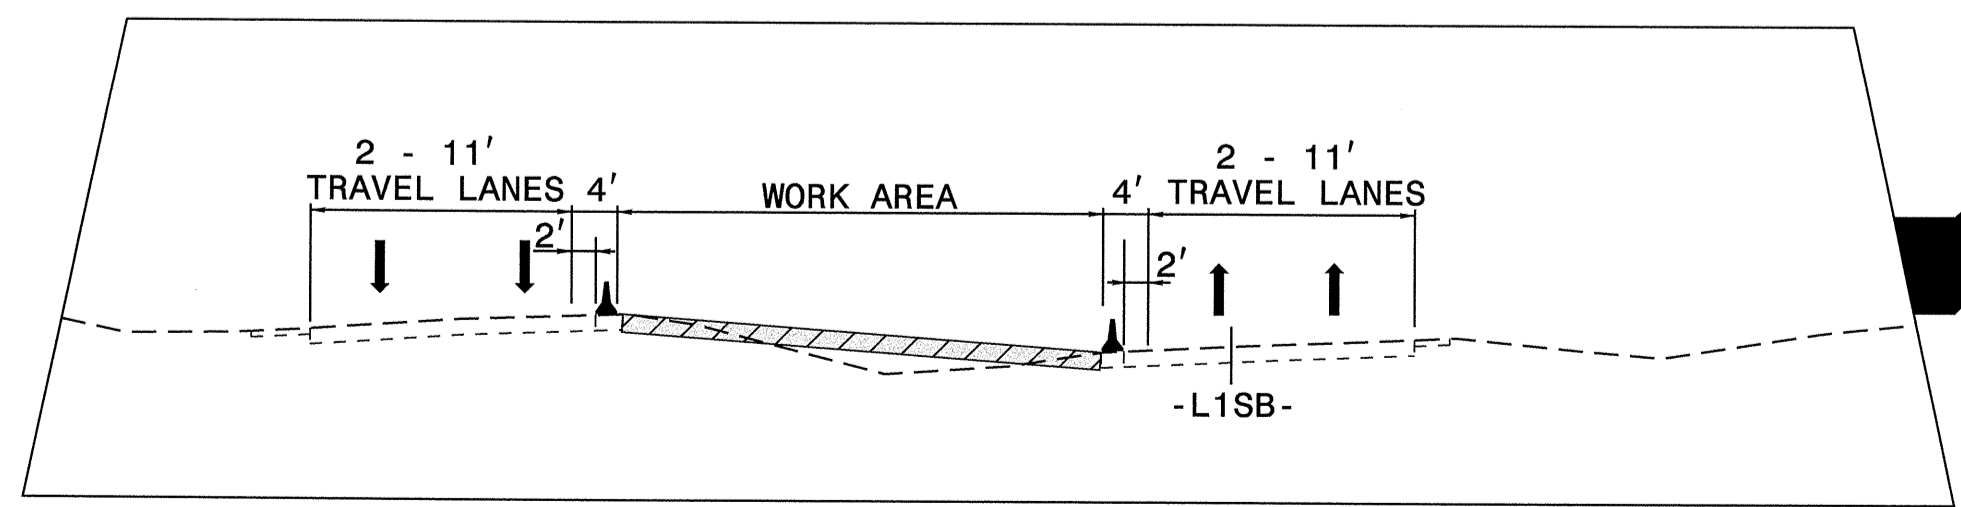 2 - 11'
TRAVEL LANES
4'
2'
WORK AREA
4'
2'
2 - 11'
TRAVEL LANES
-L1SB-